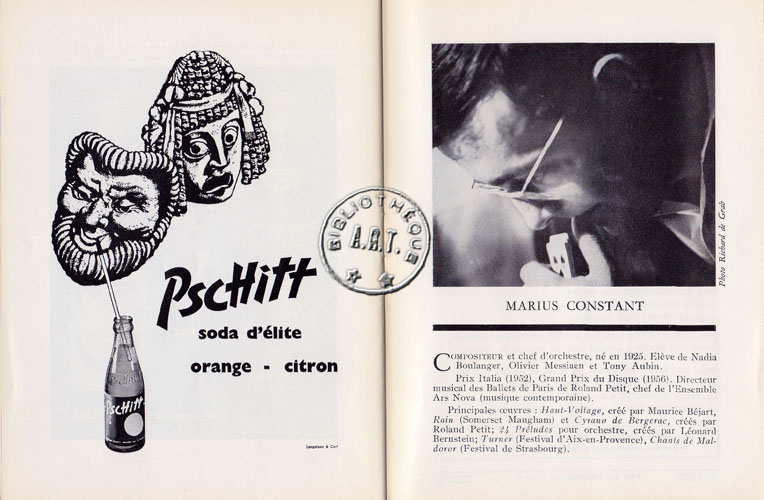 PscHitt
soda d'élite
orange - citron
PscHitt
BIBLIOTHÈQUE
A.R.T.
Photo Richard de Grab
MARIUS CONSTANT
COMPOSITEUR et chef d'orchestre, né en 1925. Elève de Nadia
Boulanger, Olivier Messiaen et Tony Aubin.
Prix Italia (1952), Grand Prix du Disque (1956). Directeur
musical des Ballets de Paris de Roland Petit, chef de l'Ensemble
Ars Nova (musique contemporaine).
Principales œuvres : Haut-Voltage, créé par Maurice Béjart,
Rain (Somerset Maugham) et Cyrano de Bergerac, créés par
Roland Petit; 24 Préludes pour orchestre, créés par Léonard
Bernstein; Turner (Festival d'Aix-en-Provence), Chants de Mal-
doror (Festival de Strasbourg).